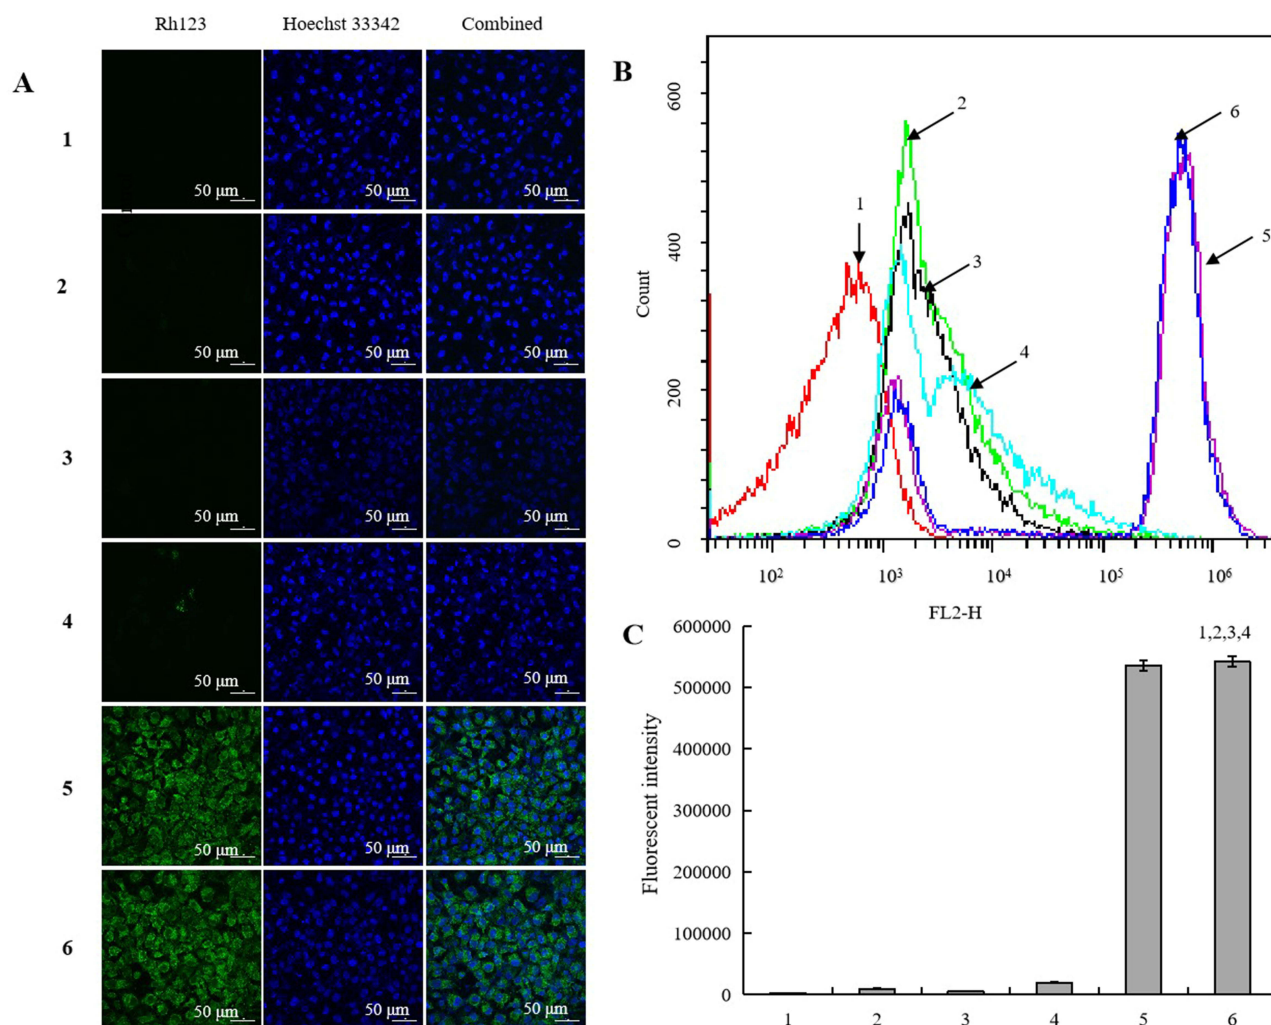 Rh123 Hoechst 33342 Combined
A
1
50 µm 50 µm 50 µm
2
50 µm 50 µm 50 µm
3
50 µm 50 µm 50 µm
4
50 µm 50 µm 50 µm
5
50 µm 50 µm 50 µm
6
50 µm 50 µm 50 µm
B
600
400
200
0
Count
1
2
3
4
6
5
10² 10³ 10⁴ 10⁵ 10⁶
FL2-H
C
600000
500000
400000
300000
200000
100000
0
Fluorescent intensity
1,2,3,4
1 2 3 4 5 6